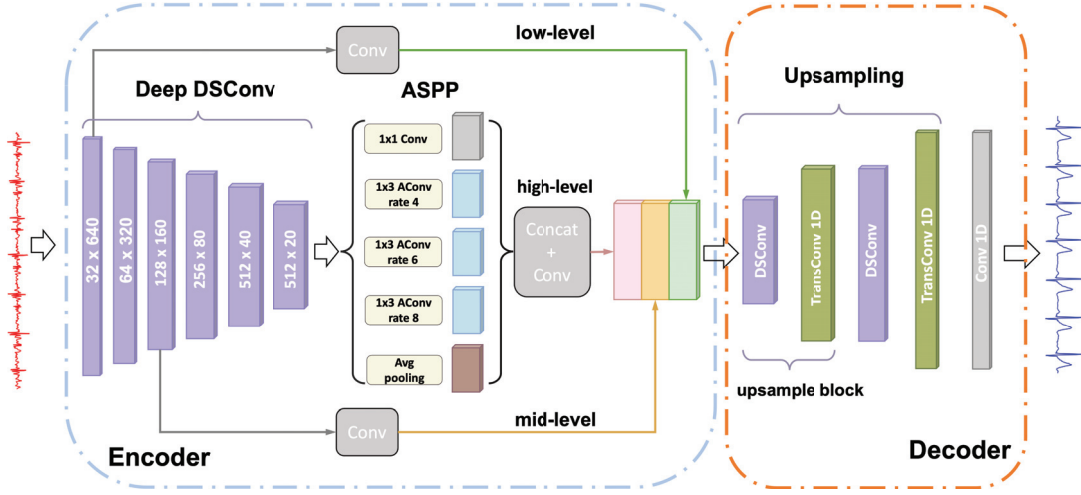 Conv
low-level
Deep DSConv
ASPP
32 x 640
64 x 320
128 x 160
256 x 80
512 x 40
512 x 20
1x1 Conv
1x3 AConv
rate 4
1x3 AConv
rate 6
1x3 AConv
rate 8
Avg
pooling
high-level
Concat
+
Conv
Conv
mid-level
Encoder
Upsampling
DSConv
TransConv 1D
DSConv
TransConv 1D
Conv 1D
upsample block
Decoder